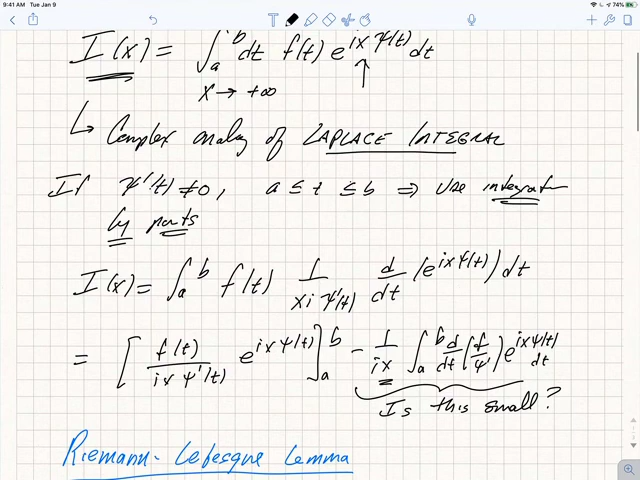 9:41 AM Tue Jan 9
74%
I(x) = ∫_a^b dt f(t) e^{ixψ(t)} dt
x → +∞
↳ Complex analog of LAPLACE INTEGRAL
If ψ'(t) ≠ 0, a ≤ t ≤ b ⇒ Use integration
by parts
I(x) = ∫_a^b f(t) 1/(xiψ'(t)) d/dt (e^{ixψ(t)}) dt
= [f(t)/(ixψ'(t)) e^{ixψ(t)}]_a^b - 1/(ix) ∫_a^b d/dt (f/ψ') e^{ixψ(t)} dt
Is this small?
Riemann-Lebesgue Lemma